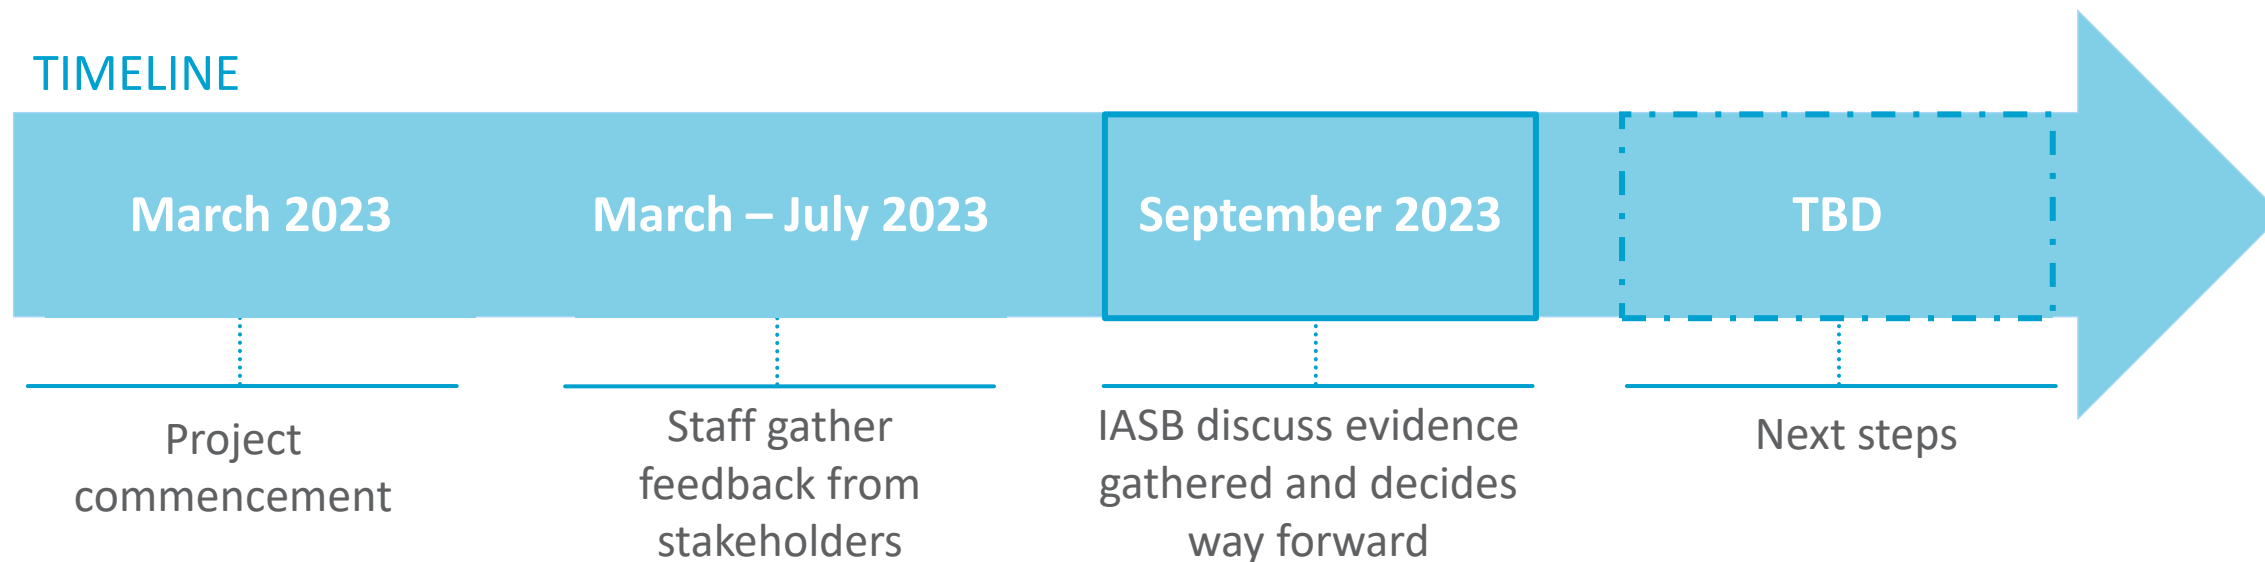 TIMELINE
March 2023
March – July 2023
September 2023
TBD
Project
commencement
Staff gather
feedback from
stakeholders
IASB discuss evidence
gathered and decides
way forward
Next steps